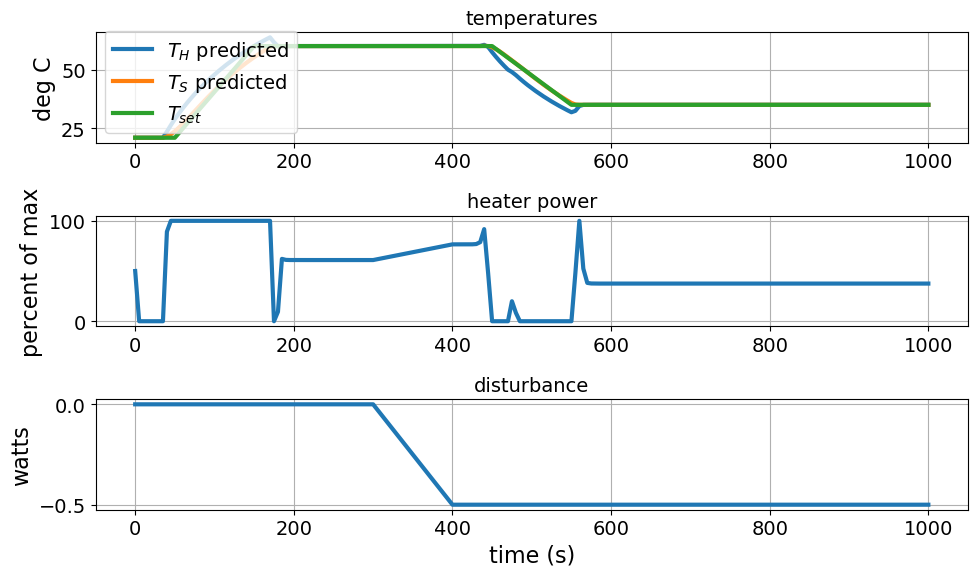 temperatures
deg C
50
25
T_H predicted
T_S predicted
T_set
0 200 400 600 800 1000
heater power
percent of max
100
0
0 200 400 600 800 1000
disturbance
watts
0.0
−0.5
0 200 400 600 800 1000
time (s)